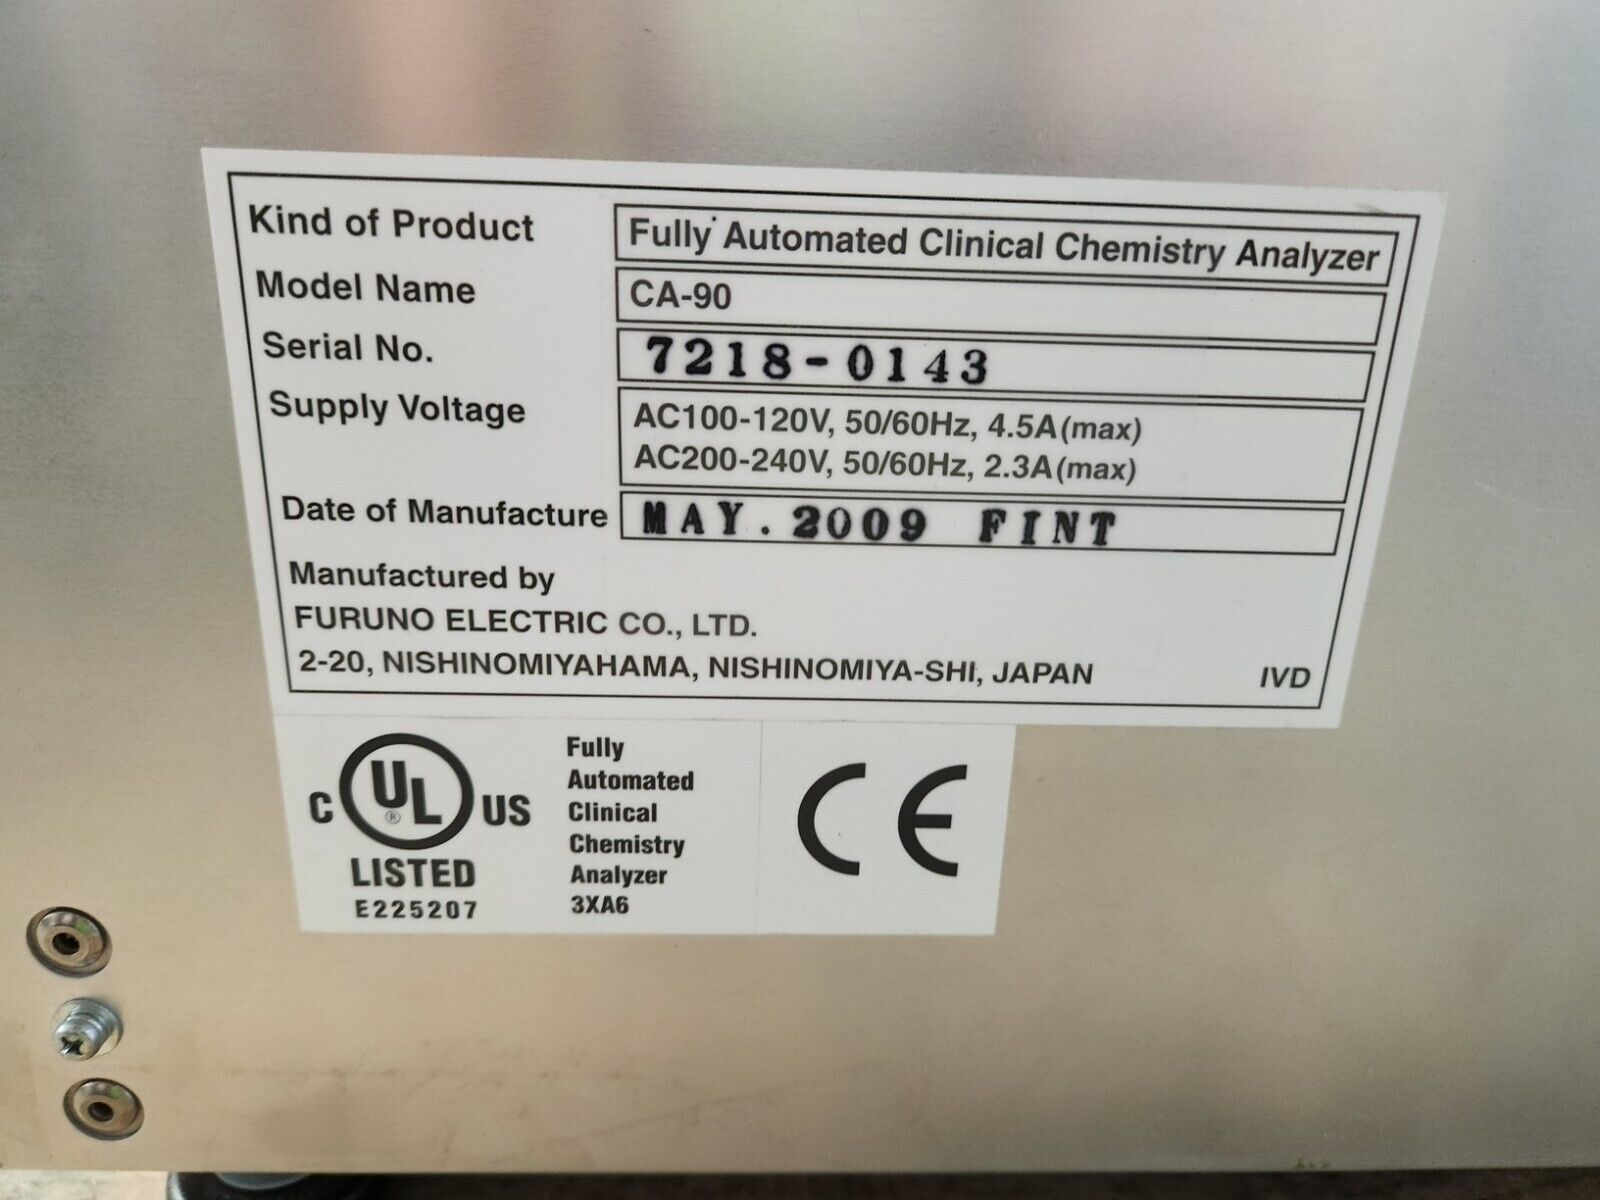 Kind of Product Fully Automated Clinical Chemistry Analyzer
Model Name CA-90
Serial No. 7218-0143
Supply Voltage AC100-120V, 50/60Hz, 4.5A(max)
AC200-240V, 50/60Hz, 2.3A(max)
Date of Manufacture MAY.2009 FINT
Manufactured by
FURUNO ELECTRIC CO., LTD.
2-20, NISHINOMIYAHAMA, NISHINOMIYA-SHI, JAPAN IVD
C UL ® US
LISTED
E225207
Fully
Automated
Clinical
Chemistry
Analyzer
3XA6
CE